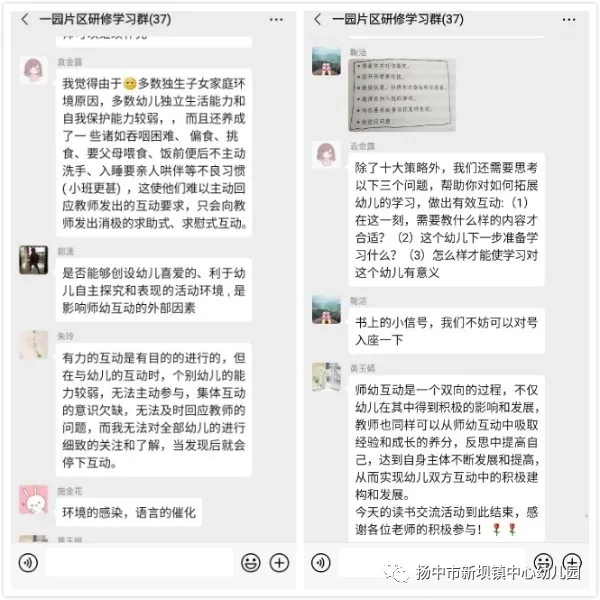 一园片区研修学习群(37)
袁金露
我觉得由于😊多数独生子女家庭环
境原因，多数幼儿独立生活能力和
自我保护能力较弱，，而且还养成
了一 些诸如吞咽困难、 偏食、挑
食、要父母喂食、饭前便后不主动
洗手、入睡要亲人哄伴等不良习惯
( 小班更甚) ，这使他们难以主动回
应教师发出的互动要求，只会向教
师发出消极的求助式、求慰式互动。
郭潇
是否能够创设幼儿喜爱的、利于幼
儿自主探究和表现的活动环境 , 是
影响师幼互动的外部因素
朱玲
有力的互动是有目的的进行的，但
在与幼儿的互动时，个别幼儿的能
力较弱，无法主动参与，集体互动
的意识欠缺，无法及时回应教师的
问题，而我无法对全部幼儿的进行
细致的关注和了解，当发现后就会
停下互动。
施金花
环境的感染，语言的催化
黄玉娟
一园片区研修学习群(37)
鞠洁
袁金露
除了十大策略外，我们还需要思考
以下三个问题，帮助你对如何拓展
幼儿的学习，做出有效互动:（1）
在这一刻，需要教什么样的内容才
合适？（2）这个幼儿下一步准备学
习什么？（3）怎么样才能使学习对
这个幼儿有意义
鞠洁
书上的小信号，我们不妨可以对号
入座一下
黄玉娟
师幼互动是一个双向的过程，不仅
幼儿在其中得到积极的影响和发展，
教师也同样可以从师幼互动中吸取
经验和成长的养分，反思中提高自
己，达到自身主体不断发展和提高，
从而实现幼儿双方互动中的积极建
构和发展。
今天的读书交流活动到此结束，
感谢各位老师的积极参与！🌹🌹
扬中市新坝镇中心幼儿园